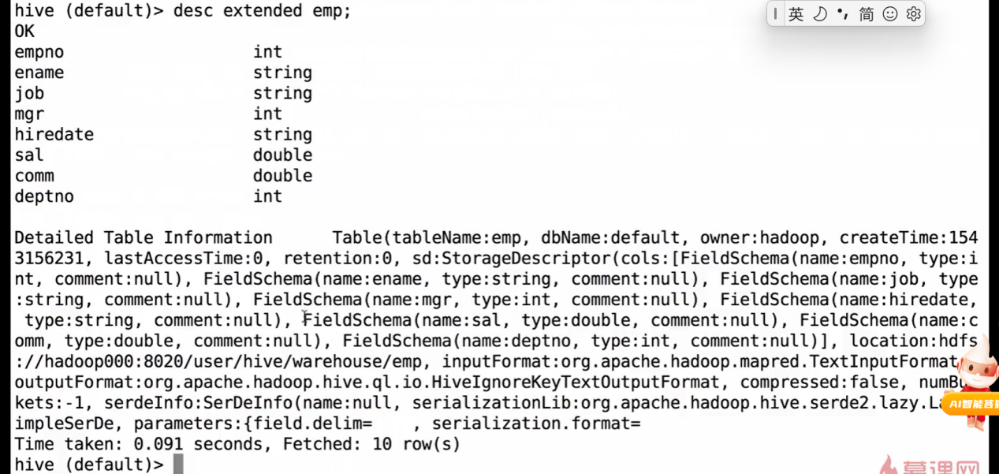 hive (default)> desc extended emp;
英 简
OK
empno int
ename string
job string
mgr int
hiredate string
sal double
comm double
deptno int
Detailed Table Information Table(tableName:emp, dbName:default, owner:hadoop, createTime:154
3156231, lastAccessTime:0, retention:0, sd:StorageDescriptor(cols:[FieldSchema(name:empno, type:i
nt, comment:null), FieldSchema(name:ename, type:string, comment:null), FieldSchema(name:job, type
:string, comment:null), FieldSchema(name:mgr, type:int, comment:null), FieldSchema(name:hiredate,
type:string, comment:null), FieldSchema(name:sal, type:double, comment:null), FieldSchema(name:c
omm, type:double, comment:null), FieldSchema(name:deptno, type:int, comment:null)], location:hdfs
://hadoop000:8020/user/hive/warehouse/emp, inputFormat:org.apache.hadoop.mapred.TextInputFormat
outputFormat:org.apache.hadoop.hive.ql.io.HiveIgnoreKeyTextOutputFormat, compressed:false, numBu
kets:-1, serdeInfo:SerDeInfo(name:null, serializationLib:org.apache.hadoop.hive.serde2.lazy.L
AI智能答
impleSerDe, parameters:{field.delim= , serialization.format=
Time taken: 0.091 seconds, Fetched: 10 row(s)
hive (default)>
慕课网